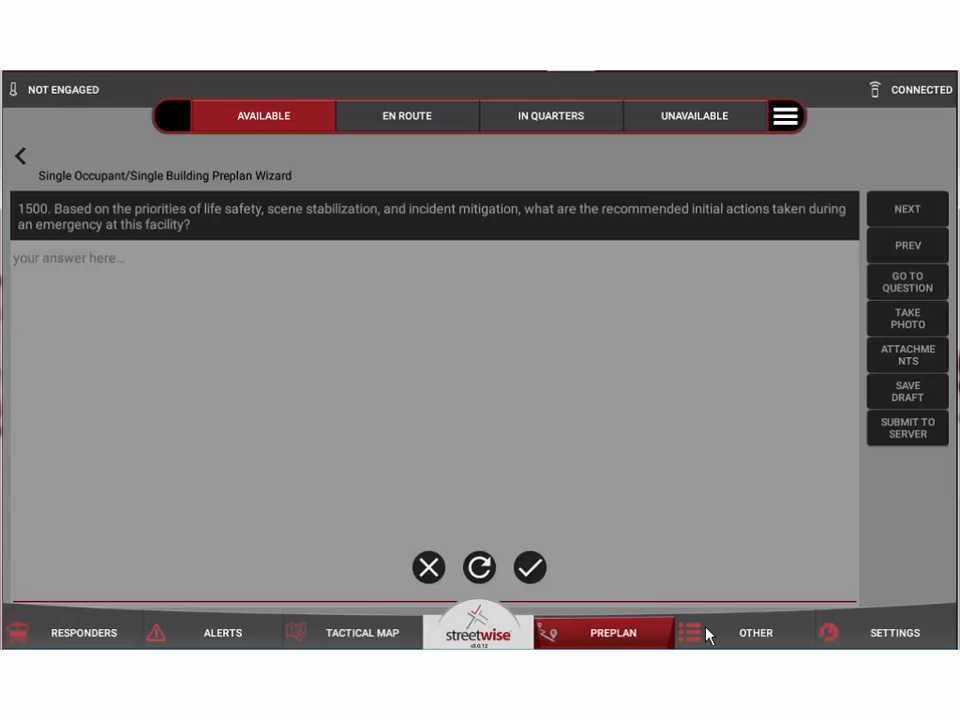 NOT ENGAGED
CONNECTED
AVAILABLE
EN ROUTE
IN QUARTERS
UNAVAILABLE
Single Occupant/Single Building Preplan Wizard
1500. Based on the priorities of life safety, scene stabilization, and incident mitigation, what are the recommended initial actions taken during
an emergency at this facility?
your answer here...
NEXT
PREV
GO TO
QUESTION
TAKE
PHOTO
ATTACHME
NTS
SAVE
DRAFT
SUBMIT TO
SERVER
RESPONDERS
ALERTS
TACTICAL MAP
streetwise
v3.0.12
PREPLAN
OTHER
SETTINGS